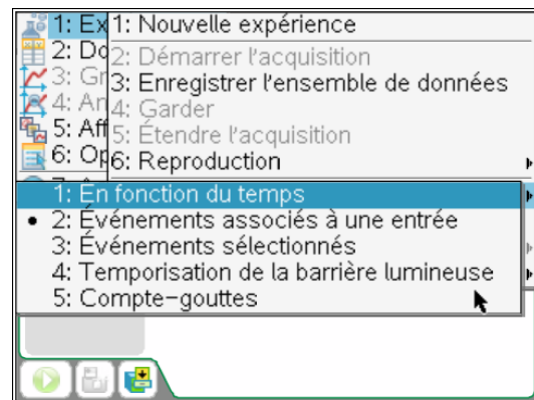 1: Ex
2: Do
3: Gr
4: An
5: Aff
6: Op
1: Nouvelle expérience
2: Démarrer l'acquisition
3: Enregistrer l'ensemble de données
4: Garder
5: Étendre l'acquisition
6: Reproduction
1: En fonction du temps
2: Événements associés à une entrée
3: Événements sélectionnés
4: Temporisation de la barrière lumineuse
5: Compte-gouttes